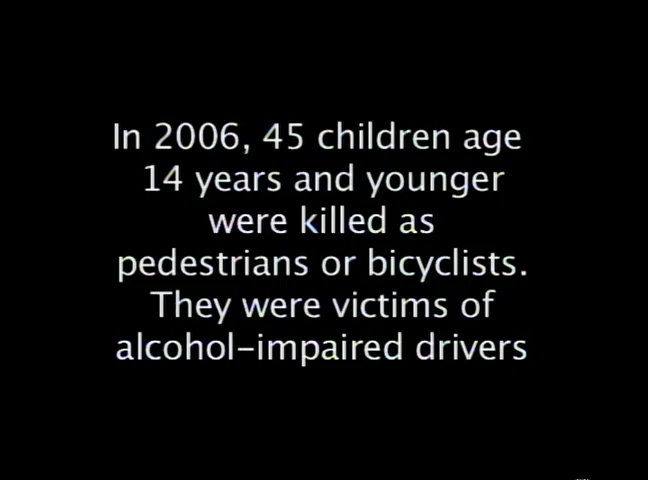 In 2006, 45 children age
14 years and younger
were killed as
pedestrians or bicyclists.
They were victims of
alcohol-impaired drivers